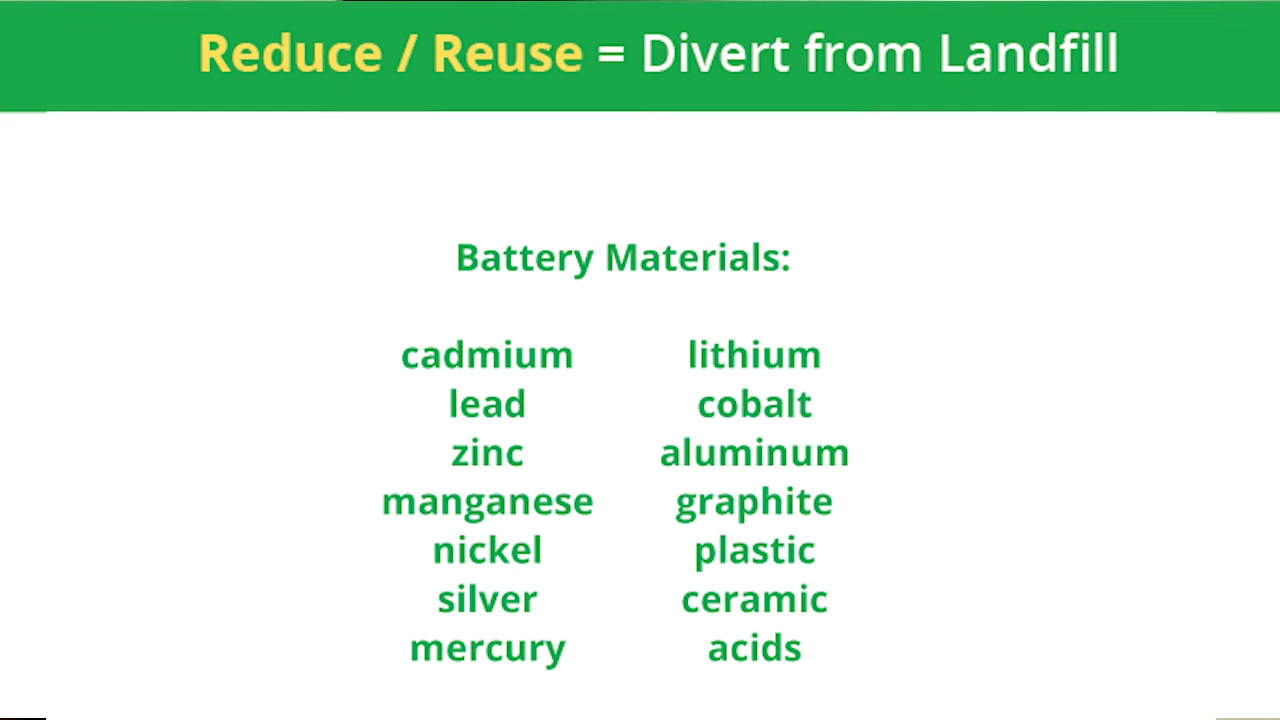 Reduce / Reuse = Divert from Landfill
Battery Materials:
cadmium
lead
zinc
manganese
nickel
silver
mercury
lithium
cobalt
aluminum
graphite
plastic
ceramic
acids